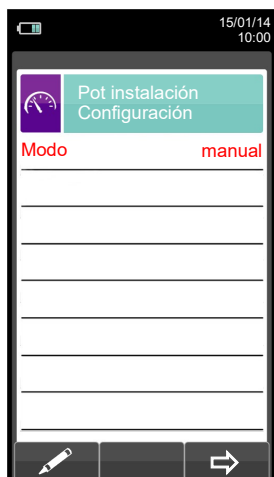 15/01/14
10:00
Pot instalación
Configuración
Modo manual